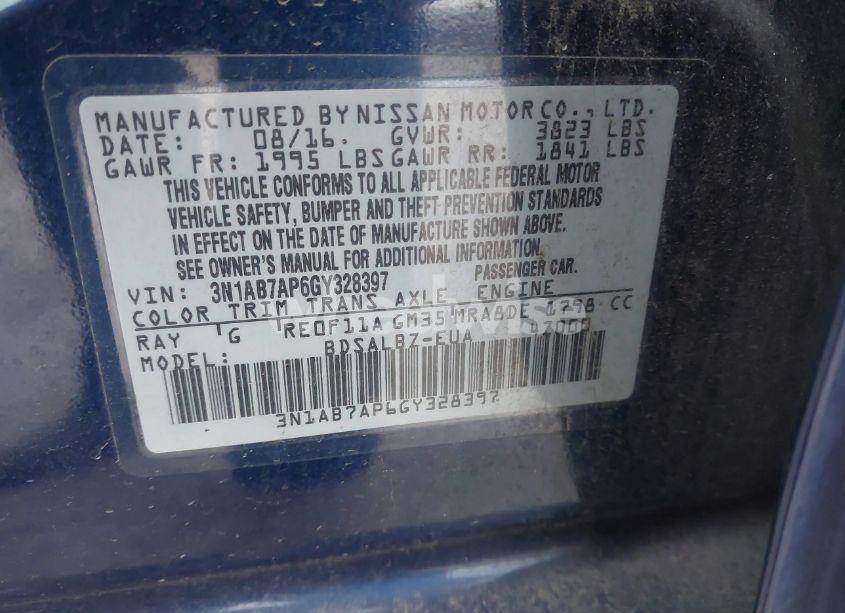 MANUFACTURED BY NISSAN MOTOR CO., LTD.
DATE: 08/16. GVWR: 3823 LBS
GAWR FR: 1995 LBS GAWR RR: 1841 LBS
THIS VEHICLE CONFORMS TO ALL APPLICABLE FEDERAL MOTOR
VEHICLE SAFETY, BUMPER AND THEFT PREVENTION STANDARDS
IN EFFECT ON THE DATE OF MANUFACTURE SHOWN ABOVE.
SEE OWNER'S MANUAL FOR ADDITIONAL INFORMATION.
VIN: 3N1AB7AP6GY328397 PASSENGER CAR.
COLOR TRIM TRANS AXLE ENGINE
RAY G RE0F11A GM35 MRA8DE 1798 CC
MODEL: BDSALBZ-EUA
3N1AB7AP6GY328397